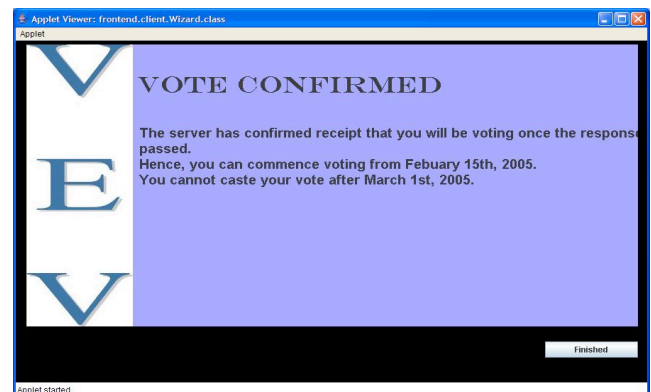 Applet Viewer: frontend.client.Wizard.class
Applet
V
E
V
VOTE CONFIRMED
The server has confirmed receipt that you will be voting once the response
passed.
Hence, you can commence voting from Febuary 15th, 2005.
You cannot caste your vote after March 1st, 2005.
Finished
Applet started.